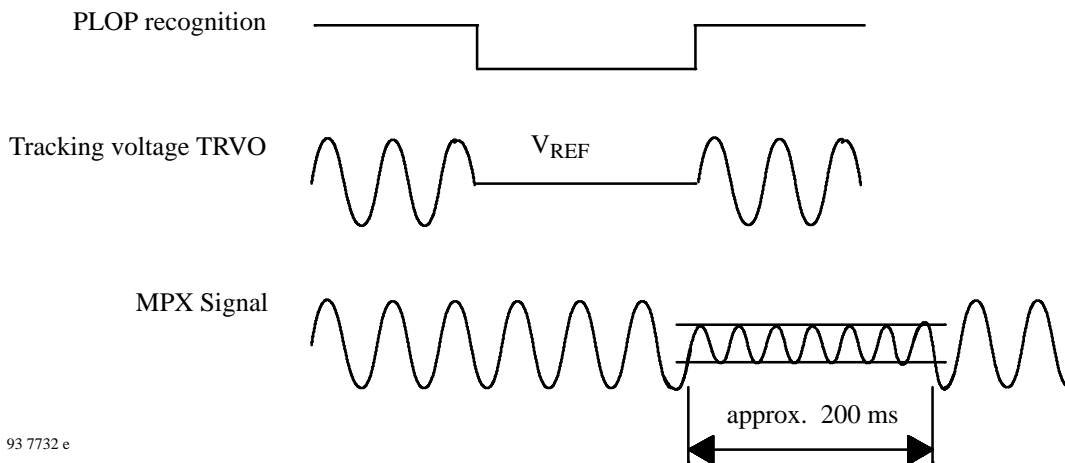 PLOP recognition
Tracking voltage TRVO
VREF
MPX Signal
approx. 200 ms
93 7732 e